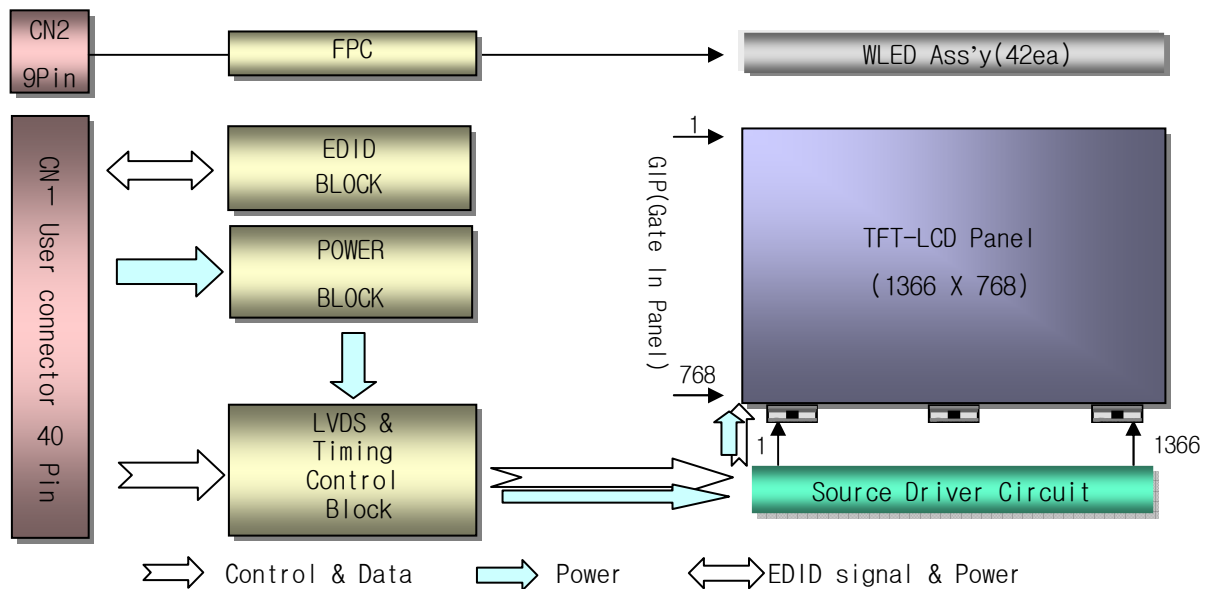 CN2
9Pin
FPC
WLED Ass'y(42ea)
CN-1 User connector 40 Pin
EDID
BLOCK
POWER
BLOCK
LVDS &
Timing
Control
Block
GIP(Gate In Panel)
1
768
TFT-LCD Panel
(1366 X 768)
1
1366
Source Driver Circuit
Control & Data
Power
EDID signal & Power